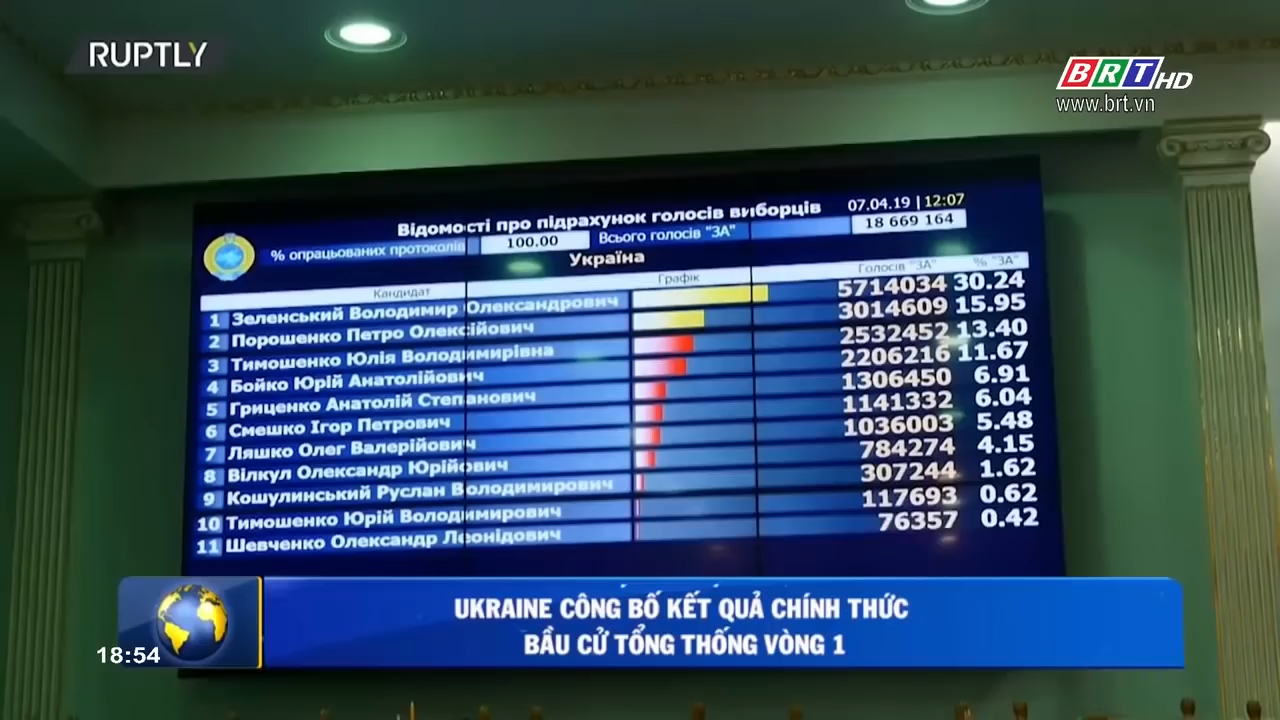 RUPTLY
BRT HD
www.brt.vn
Відомості про підрахунок голосів виборців 07.04.19 | 12:07
% опрацьованих протоколів 100.00 Всього голосів "ЗА" 18 669 164
Україна
Кандидат Графік Голосів "ЗА" % "ЗА"
1 Зеленський Володимир Олександрович 5714034 30.24
2 Порошенко Петро Олексійович 3014609 15.95
3 Тимошенко Юлія Володимирівна 2532452 13.40
4 Бойко Юрій Анатолійович 2206216 11.67
5 Гриценко Анатолій Степанович 1306450 6.91
6 Смешко Ігор Петрович 1141332 6.04
7 Ляшко Олег Валерійович 1036003 5.48
8 Вілкул Олександр Юрійович 784274 4.15
9 Кошулинський Руслан Володимирович 307244 1.62
10 Тимошенко Юрій Володимирович 117693 0.62
11 Шевченко Олександр Леонідович 76357 0.42
UKRAINE CÔNG BỐ KẾT QUẢ CHÍNH THỨC
BẦU CỬ TỔNG THỐNG VÒNG 1
18:54